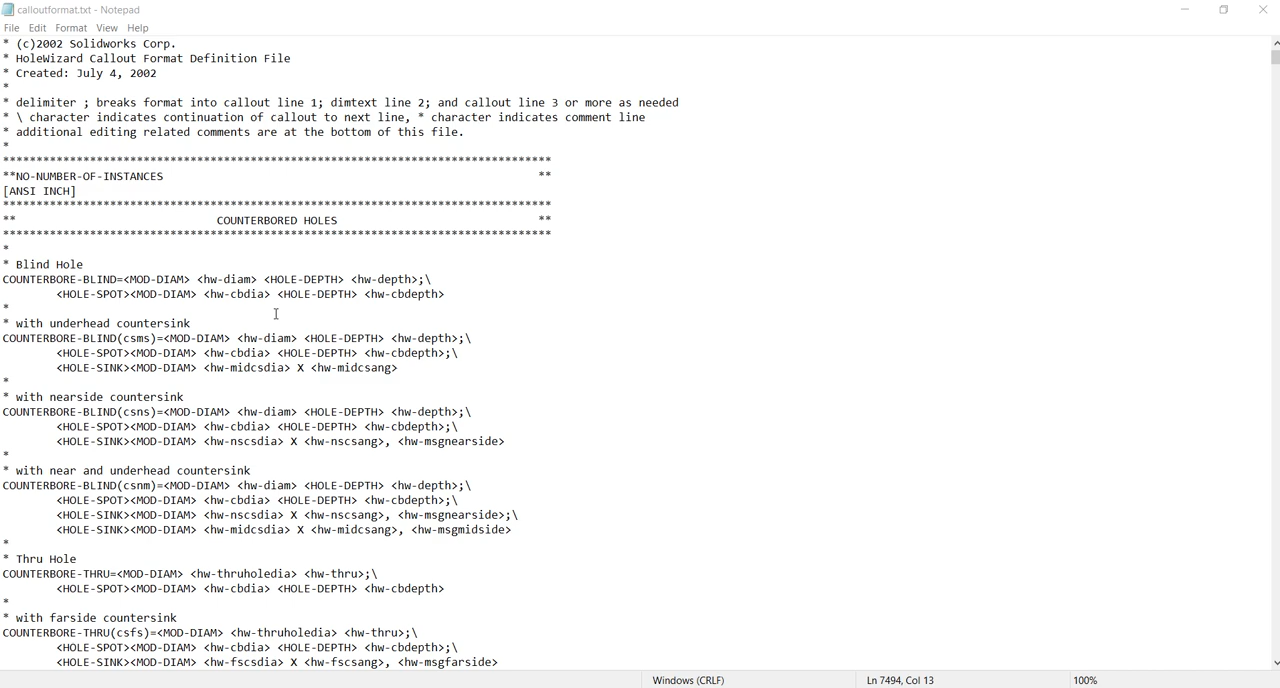 calloutformat.txt - Notepad
File Edit Format View Help
* (c)2002 Solidworks Corp.
* HoleWizard Callout Format Definition File
* Created: July 4, 2002
*
* delimiter ; breaks format into callout line 1; dimtext line 2; and callout line 3 or more as needed
* \ character indicates continuation of callout to next line, * character indicates comment line
* additional editing related comments are at the bottom of this file.
*
**********************************************************************************
**NO-NUMBER-OF-INSTANCES **
[ANSI INCH]
**********************************************************************************
** COUNTERBORED HOLES **
**********************************************************************************
*
* Blind Hole
COUNTERBORE-BLIND=<MOD-DIAM> <hw-diam> <HOLE-DEPTH> <hw-depth>;\
<HOLE-SPOT><MOD-DIAM> <hw-cbdia> <HOLE-DEPTH> <hw-cbdepth>
*
* with underhead countersink
COUNTERBORE-BLIND(csms)=<MOD-DIAM> <hw-diam> <HOLE-DEPTH> <hw-depth>;\
<HOLE-SPOT><MOD-DIAM> <hw-cbdia> <HOLE-DEPTH> <hw-cbdepth>;\
<HOLE-SINK><MOD-DIAM> <hw-midcsdia> X <hw-midcsang>
*
* with nearside countersink
COUNTERBORE-BLIND(csns)=<MOD-DIAM> <hw-diam> <HOLE-DEPTH> <hw-depth>;\
<HOLE-SPOT><MOD-DIAM> <hw-cbdia> <HOLE-DEPTH> <hw-cbdepth>;\
<HOLE-SINK><MOD-DIAM> <hw-nscsdia> X <hw-nscsang>, <hw-msgnearside>
*
* with near and underhead countersink
COUNTERBORE-BLIND(csnm)=<MOD-DIAM> <hw-diam> <HOLE-DEPTH> <hw-depth>;\
<HOLE-SPOT><MOD-DIAM> <hw-cbdia> <HOLE-DEPTH> <hw-cbdepth>;\
<HOLE-SINK><MOD-DIAM> <hw-nscsdia> X <hw-nscsang>, <hw-msgnearside>;\
<HOLE-SINK><MOD-DIAM> <hw-midcsdia> X <hw-midcsang>, <hw-msgmidside>
*
* Thru Hole
COUNTERBORE-THRU=<MOD-DIAM> <hw-thruholedia> <hw-thru>;\
<HOLE-SPOT><MOD-DIAM> <hw-cbdia> <HOLE-DEPTH> <hw-cbdepth>
*
* with farside countersink
COUNTERBORE-THRU(csfs)=<MOD-DIAM> <hw-thruholedia> <hw-thru>;\
<HOLE-SPOT><MOD-DIAM> <hw-cbdia> <HOLE-DEPTH> <hw-cbdepth>;\
<HOLE-SINK><MOD-DIAM> <hw-fscsdia> X <hw-fscsang>, <hw-msgfarside>
Windows (CRLF) Ln 7494, Col 13 100%